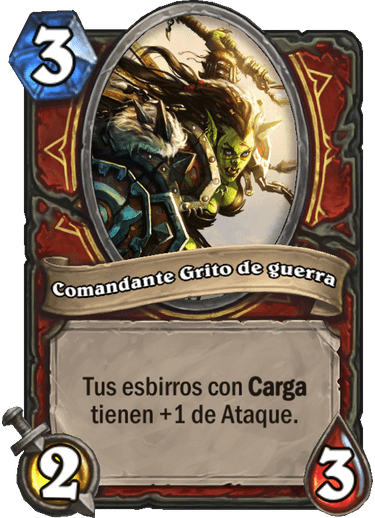 3
Comandante Grito de guerra
Tus esbirros con Carga
tienen +1 de Ataque.
2
3